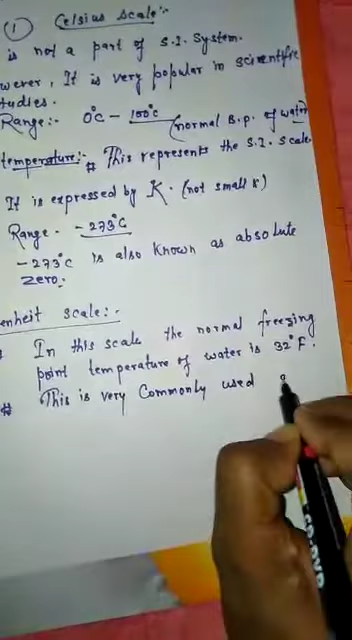 ① Celsius scale:-
is not a part of S.I. System.
wever, It is very popular in scientific
tudies.
Range:- 0°C - 100°C (normal B.P. of water
temperature:- # This represents the S.I. scale
It is expressed by K. (not small k)
Range - -273°C
-273°C is also known as absolute
zero.
enheit scale:-
In this scale the normal freezing
point temperature of water is 32°F.
# This is very commonly used